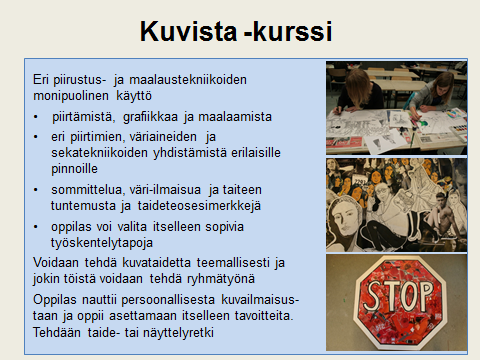 Kuvista -kurssi
Eri piirustus- ja maalaustekniikoiden
monipuolinen käyttö
• piirtämistä, grafiikkaa ja maalaamista
• eri piirtimien, väriaineiden ja
sekatekniikoiden yhdistämistä erilaisille
pinnoille
• sommittelua, väri-ilmaisua ja taiteen
tuntemusta ja taideteosesimerkkejä
• oppilas voi valita itselleen sopivia
työskentelytapoja
Voidaan tehdä kuvataidetta teemallisesti ja
jokin töistä voidaan tehdä ryhmätyönä
Oppilas nauttii persoonallisesta kuvailmaisus-
taan ja oppii asettamaan itselleen tavoitteita.
Tehdään taide- tai näyttelyretki
STOP